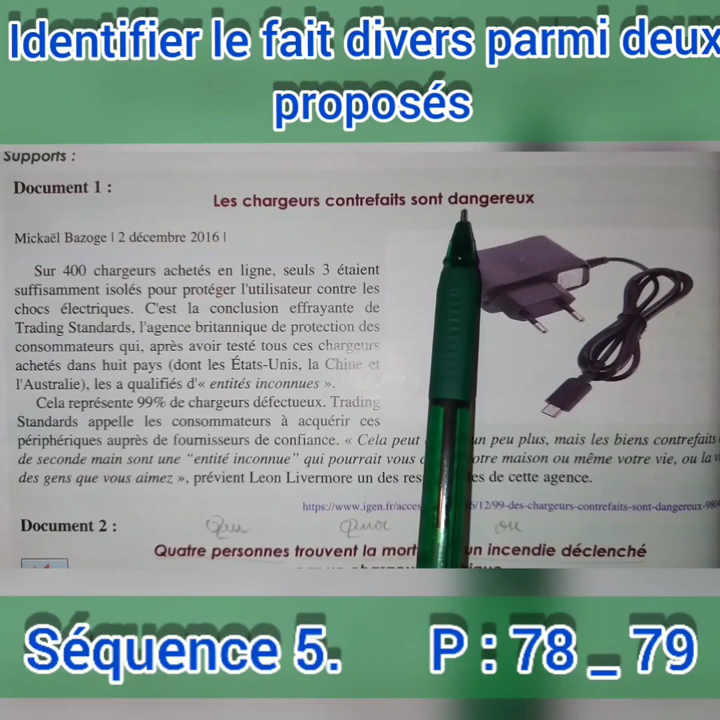 Identifier le fait divers parmi deux
proposés
Supports :
Document 1 :
Les chargeurs contrefaits sont dangereux
Mickaël Bazoge | 2 décembre 2016 |
Sur 400 chargeurs achetés en ligne, seuls 3 étaient
suffisamment isolés pour protéger l'utilisateur contre les
chocs électriques. C'est la conclusion effrayante de
Trading Standards, l'agence britannique de protection des
consommateurs qui, après avoir testé tous ces chargeurs
achetés dans huit pays (dont les États-Unis, la Chine et
l'Australie), les a qualifiés d'« entités inconnues ».
Cela représente 99% de chargeurs défectueux. Trading
Standards appelle les consommateurs à acquérir ces
périphériques auprès de fournisseurs de confiance. « Cela peut un peu plus, mais les biens contrefaits
de seconde main sont une "entité inconnue" qui pourrait vous maison ou même votre vie, ou la
des gens que vous aimez », prévient Leon Livermore un des de cette agence.
https://www.igen.fr/acces /12/99-des-chargeurs-contrefaits-sont-dangereux-98
Document 2 :
Qui Quoi où
Quatre personnes trouvent la mort un incendie déclenché
Séquence 5. P : 78 _ 79